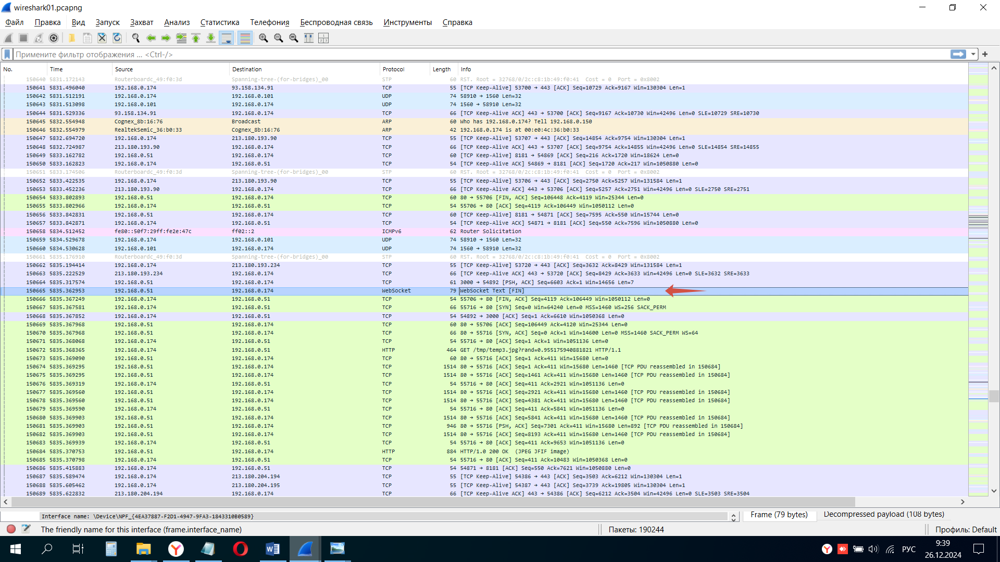 wireshark01.pcapng
Файл Правка Вид Запуск Захват Анализ Статистика Телефония Беспроводная связь Инструменты Справка
Примените фильтр отображения ... <Ctrl-/>
No. Time Source Destination Protocol Length Info
150640 5831.172143 Routerboardc_49:f0:3d Spanning-tree-(for-bridges)_00 STP 60 RST. Root = 32768/0/2c:c8:1b:49:f0:41 Cost = 0 Port = 0x8002
150641 5831.496040 192.168.0.174 93.158.134.91 TCP 55 [TCP Keep-Alive] 53700 → 443 [ACK] Seq=10729 Ack=9167 Win=130304 Len=1
150642 5831.512191 192.168.0.174 192.168.0.101 UDP 74 58910 → 1560 Len=32
150643 5831.513098 192.168.0.101 192.168.0.174 UDP 74 1560 → 58910 Len=32
150644 5831.529336 93.158.134.91 192.168.0.174 TCP 66 [TCP Keep-Alive ACK] 443 → 53700 [ACK] Seq=9167 Ack=10730 Win=42496 Len=0 SLE=10729 SRE=10730
150645 5832.554948 Cognex_8b:16:76 Broadcast ARP 60 Who has 192.168.0.174? Tell 192.168.0.150
150646 5832.554979 RealtekSemic_36:b0:33 Cognex_8b:16:76 ARP 42 192.168.0.174 is at 00:e0:4c:36:b0:33
150647 5832.694720 192.168.0.174 213.180.193.90 TCP 55 [TCP Keep-Alive] 53707 → 443 [ACK] Seq=14854 Ack=9754 Win=130304 Len=1
150648 5832.724987 213.180.193.90 192.168.0.174 TCP 66 [TCP Keep-Alive ACK] 443 → 53707 [ACK] Seq=9754 Ack=14855 Win=42496 Len=0 SLE=14854 SRE=14855
150649 5833.162782 192.168.0.51 192.168.0.174 TCP 60 [TCP Keep-Alive] 8181 → 54869 [ACK] Seq=216 Ack=1720 Win=18624 Len=0
150650 5833.162823 192.168.0.174 192.168.0.51 TCP 54 [TCP Keep-Alive ACK] 54869 → 8181 [ACK] Seq=1720 Ack=217 Win=1050880 Len=0
150651 5833.174506 Routerboardc_49:f0:3d Spanning-tree-(for-bridges)_00 STP 60 RST. Root = 32768/0/2c:c8:1b:49:f0:41 Cost = 0 Port = 0x8002
150652 5833.422535 192.168.0.174 213.180.193.90 TCP 55 [TCP Keep-Alive] 53706 → 443 [ACK] Seq=2750 Ack=5257 Win=131584 Len=1
150653 5833.452236 213.180.193.90 192.168.0.174 TCP 66 [TCP Keep-Alive ACK] 443 → 53706 [ACK] Seq=5257 Ack=2751 Win=42496 Len=0 SLE=2750 SRE=2751
150654 5833.802893 192.168.0.51 192.168.0.174 TCP 60 80 → 55706 [FIN, ACK] Seq=106448 Ack=4119 Win=25344 Len=0
150655 5833.802966 192.168.0.174 192.168.0.51 TCP 54 55706 → 80 [ACK] Seq=4119 Ack=106449 Win=1050112 Len=0
150656 5833.842831 192.168.0.51 192.168.0.174 TCP 60 [TCP Keep-Alive] 8181 → 54871 [ACK] Seq=7595 Ack=550 Win=15744 Len=0
150657 5833.842871 192.168.0.174 192.168.0.51 TCP 54 [TCP Keep-Alive ACK] 54871 → 8181 [ACK] Seq=550 Ack=7596 Win=1050880 Len=0
150658 5834.512452 fe80::50f7:29ff:fe2e:47c ff02::2 ICMPv6 62 Router Solicitation
150659 5834.529678 192.168.0.174 192.168.0.101 UDP 74 58910 → 1560 Len=32
150660 5834.530628 192.168.0.101 192.168.0.174 UDP 74 1560 → 58910 Len=32
150661 5835.176910 Routerboardc_49:f0:3d Spanning-tree-(for-bridges)_00 STP 60 RST. Root = 32768/0/2c:c8:1b:49:f0:41 Cost = 0 Port = 0x8002
150662 5835.194414 192.168.0.174 213.180.193.234 TCP 55 [TCP Keep-Alive] 53720 → 443 [ACK] Seq=3632 Ack=8429 Win=131584 Len=1
150663 5835.222529 213.180.193.234 192.168.0.174 TCP 66 [TCP Keep-Alive ACK] 443 → 53720 [ACK] Seq=8429 Ack=3633 Win=42496 Len=0 SLE=3632 SRE=3633
150664 5835.317574 192.168.0.51 192.168.0.174 TCP 61 3000 → 54892 [PSH, ACK] Seq=6603 Ack=1 Win=14656 Len=7
150665 5835.362953 192.168.0.51 192.168.0.174 WebSocket 79 WebSocket Text [FIN]
150666 5835.367249 192.168.0.174 192.168.0.51 TCP 54 55706 → 80 [FIN, ACK] Seq=4119 Ack=106449 Win=1050112 Len=0
150667 5835.367581 192.168.0.174 192.168.0.51 TCP 66 55716 → 80 [SYN] Seq=0 Win=64240 Len=0 MSS=1460 WS=256 SACK_PERM
150668 5835.367852 192.168.0.174 192.168.0.51 TCP 54 54892 → 3000 [ACK] Seq=1 Ack=6610 Win=1050368 Len=0
150669 5835.367968 192.168.0.51 192.168.0.174 TCP 60 80 → 55706 [ACK] Seq=106449 Ack=4120 Win=25344 Len=0
150670 5835.367968 192.168.0.51 192.168.0.174 TCP 66 80 → 55716 [SYN, ACK] Seq=0 Ack=1 Win=14600 Len=0 MSS=1460 SACK_PERM WS=64
150671 5835.368068 192.168.0.174 192.168.0.51 TCP 54 55716 → 80 [ACK] Seq=1 Ack=1 Win=1051136 Len=0
150672 5835.368365 192.168.0.174 192.168.0.51 HTTP 464 GET /tmp/temp3.jpg?rand=0.955175940881821 HTTP/1.1
150673 5835.369090 192.168.0.51 192.168.0.174 TCP 60 80 → 55716 [ACK] Seq=1 Ack=411 Win=15680 Len=0
150674 5835.369295 192.168.0.51 192.168.0.174 TCP 1514 80 → 55716 [ACK] Seq=1 Ack=411 Win=15680 Len=1460 [TCP PDU reassembled in 150684]
150675 5835.369295 192.168.0.51 192.168.0.174 TCP 1514 80 → 55716 [ACK] Seq=1461 Ack=411 Win=15680 Len=1460 [TCP PDU reassembled in 150684]
150676 5835.369319 192.168.0.174 192.168.0.51 TCP 54 55716 → 80 [ACK] Seq=411 Ack=2921 Win=1051136 Len=0
150677 5835.369560 192.168.0.51 192.168.0.174 TCP 1514 80 → 55716 [ACK] Seq=2921 Ack=411 Win=15680 Len=1460 [TCP PDU reassembled in 150684]
150678 5835.369560 192.168.0.51 192.168.0.174 TCP 1514 80 → 55716 [ACK] Seq=4381 Ack=411 Win=15680 Len=1460 [TCP PDU reassembled in 150684]
150679 5835.369590 192.168.0.174 192.168.0.51 TCP 54 55716 → 80 [ACK] Seq=411 Ack=5841 Win=1051136 Len=0
150680 5835.369903 192.168.0.51 192.168.0.174 TCP 1514 80 → 55716 [ACK] Seq=5841 Ack=411 Win=15680 Len=1460 [TCP PDU reassembled in 150684]
150681 5835.369903 192.168.0.51 192.168.0.174 TCP 946 80 → 55716 [PSH, ACK] Seq=7301 Ack=411 Win=15680 Len=892 [TCP PDU reassembled in 150684]
150682 5835.369903 192.168.0.51 192.168.0.174 TCP 1514 80 → 55716 [ACK] Seq=8193 Ack=411 Win=15680 Len=1460 [TCP PDU reassembled in 150684]
150683 5835.369939 192.168.0.174 192.168.0.51 TCP 54 55716 → 80 [ACK] Seq=411 Ack=9653 Win=1051136 Len=0
150684 5835.370753 192.168.0.51 192.168.0.174 HTTP 884 HTTP/1.0 200 OK (JPEG JFIF image)
150685 5835.370798 192.168.0.174 192.168.0.51 TCP 54 55716 → 80 [ACK] Seq=411 Ack=10483 Win=1050368 Len=0
150686 5835.415883 192.168.0.174 192.168.0.51 TCP 54 54871 → 8181 [ACK] Seq=550 Ack=7621 Win=1050880 Len=0
150687 5835.589474 192.168.0.174 213.180.204.194 TCP 55 [TCP Keep-Alive] 54386 → 443 [ACK] Seq=3503 Ack=6212 Win=130304 Len=1
150688 5835.605462 192.168.0.174 213.180.204.195 TCP 55 [TCP Keep-Alive] 54387 → 443 [ACK] Seq=3739 Ack=19805 Win=130304 Len=1
150689 5835.622832 213.180.204.194 192.168.0.174 TCP 66 [TCP Keep-Alive ACK] 443 → 54386 [ACK] Seq=6212 Ack=3504 Win=42496 Len=0 SLE=3503 SRE=3504
Interface name: \Device\NPF_{4EA37887-F2D1-4947-9FA3-1843310B0589}
Frame (79 bytes) Decompressed payload (108 bytes)
The friendly name for this interface (frame.interface_name) Пакеты: 190244 Профиль: Default
РУС
9:39
26.12.2024